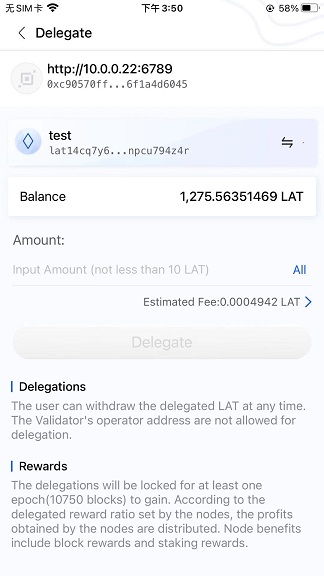 无SIM卡 下午3:50 58%
Delegate
http://10.0.0.22:6789
0xc90570ff...6f1a4d6045
test
lat14cq7y6...npcu794z4r
Balance 1,275.56351469 LAT
Amount:
Input Amount (not less than 10 LAT) All
Estimated Fee:0.0004942 LAT
Delegate
Delegations
The user can withdraw the delegated LAT at any time.
The Validator's operator address are not allowed for
delegation.
Rewards
The delegations will be locked for at least one
epoch(10750 blocks) to gain. According to the
delegated reward ratio set by the nodes, the profits
obtained by the nodes are distributed. Node benefits
include block rewards and staking rewards.